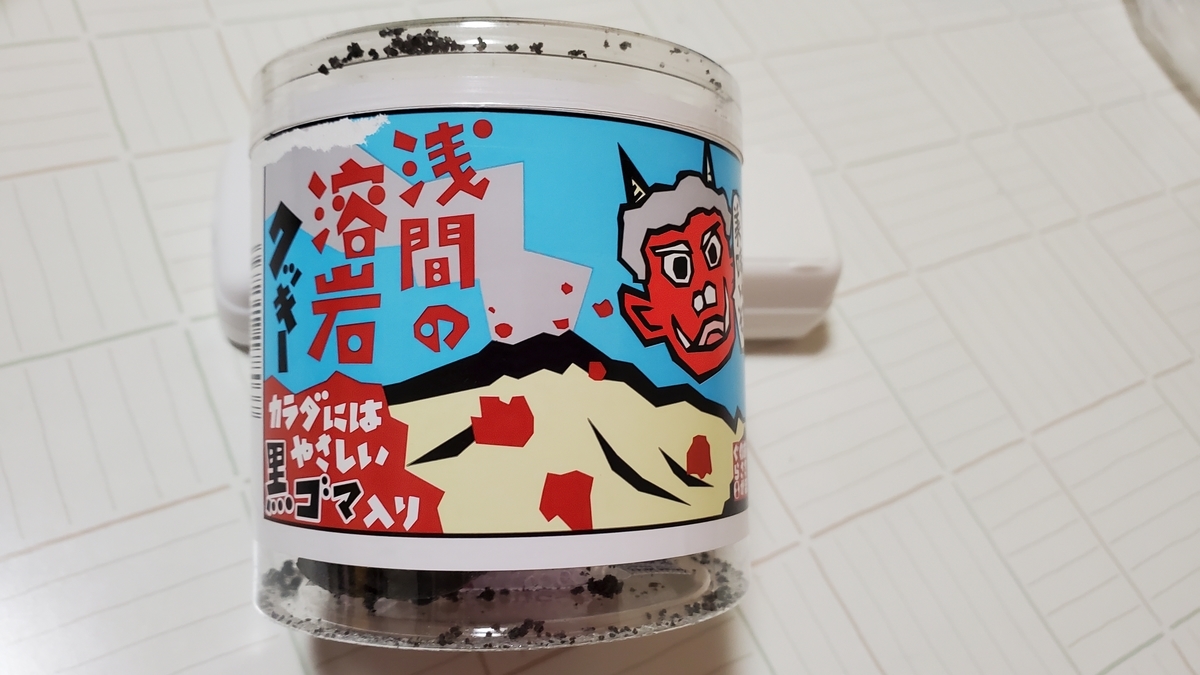 浅間の
溶岩
クッキー
カラダには
やさしい
黒ゴマ入り